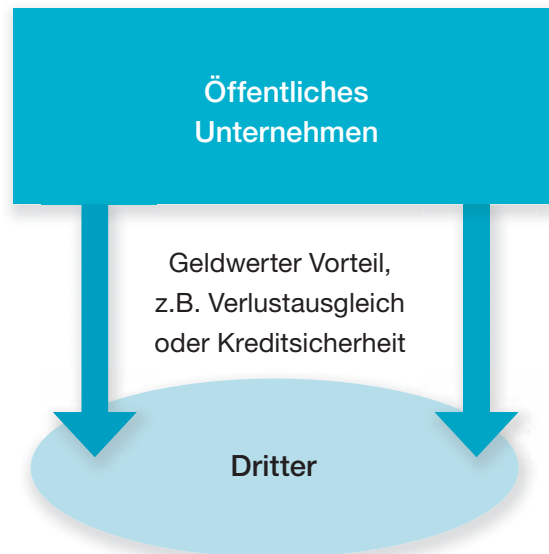 Öffentliches
Unternehmen
Geldwerter Vorteil,
z.B. Verlustausgleich
oder Kreditsicherheit
Dritter